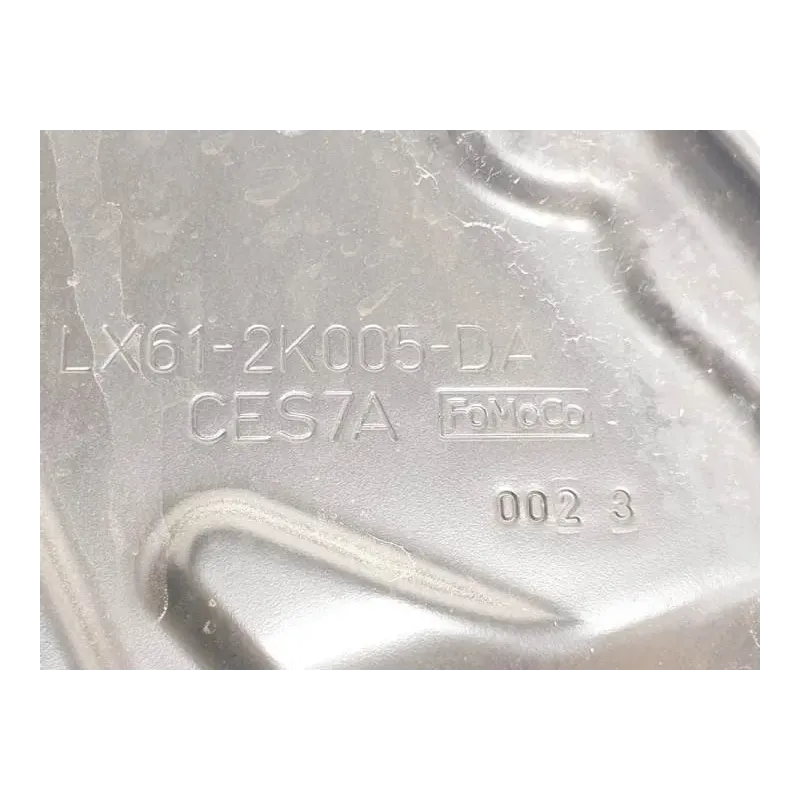 LX61-2K005-DA
CES7A FoMoCo
002 3